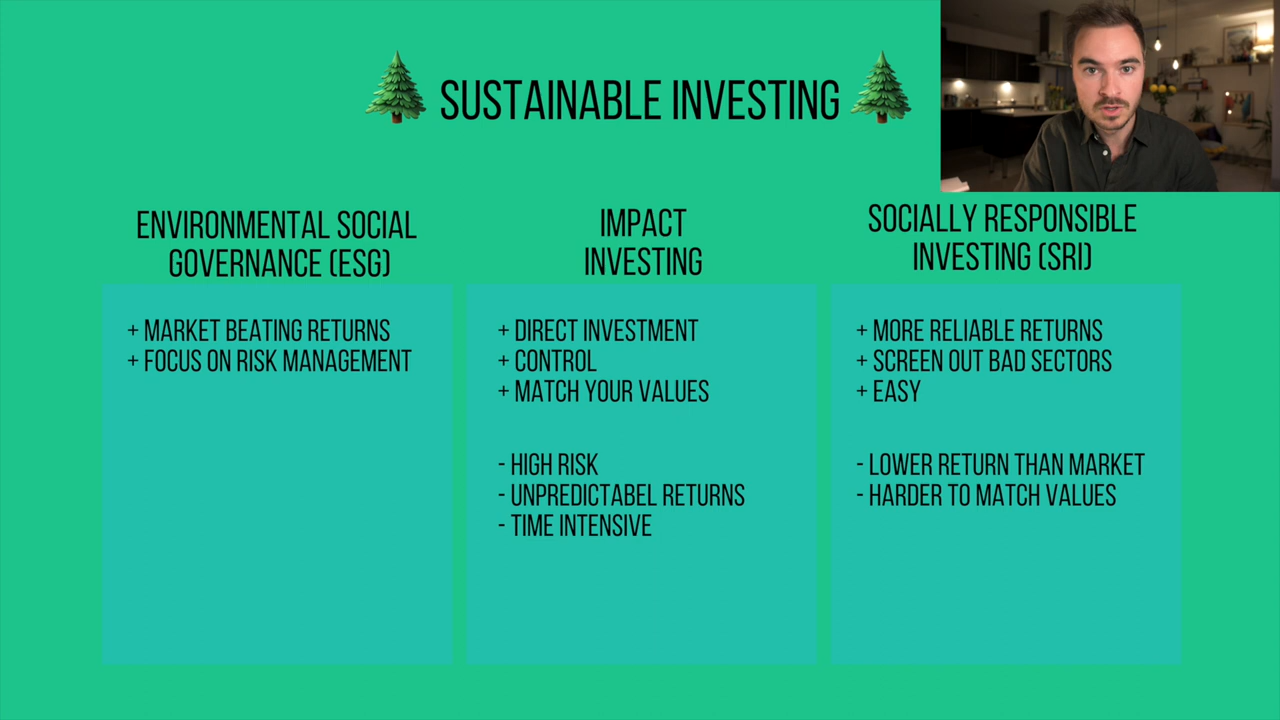 SUSTAINABLE INVESTING
ENVIRONMENTAL SOCIAL
GOVERNANCE (ESG)
+ MARKET BEATING RETURNS
+ FOCUS ON RISK MANAGEMENT
IMPACT
INVESTING
+ DIRECT INVESTMENT
+ CONTROL
+ MATCH YOUR VALUES
- HIGH RISK
- UNPREDICTABEL RETURNS
- TIME INTENSIVE
SOCIALLY RESPONSIBLE
INVESTING (SRI)
+ MORE RELIABLE RETURNS
+ SCREEN OUT BAD SECTORS
+ EASY
- LOWER RETURN THAN MARKET
- HARDER TO MATCH VALUES